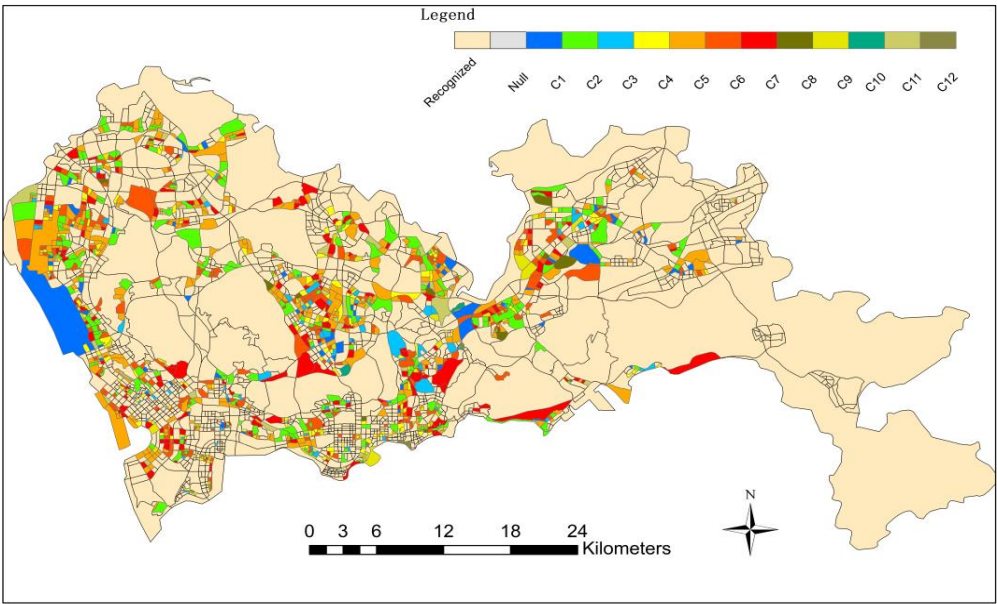 Legend
Recognized Null C1 C2 C3 C4 C5 C6 C7 C8 C9 C10 C11 C12
N
0 3 6 12 18 24
Kilometers